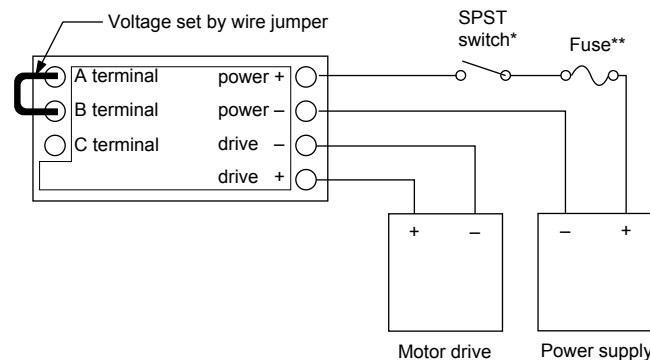 Voltage set by wire jumper
SPST
switch*
Fuse**
A terminal power +
B terminal power –
C terminal drive –
drive +
+ – – +
Motor drive Power supply